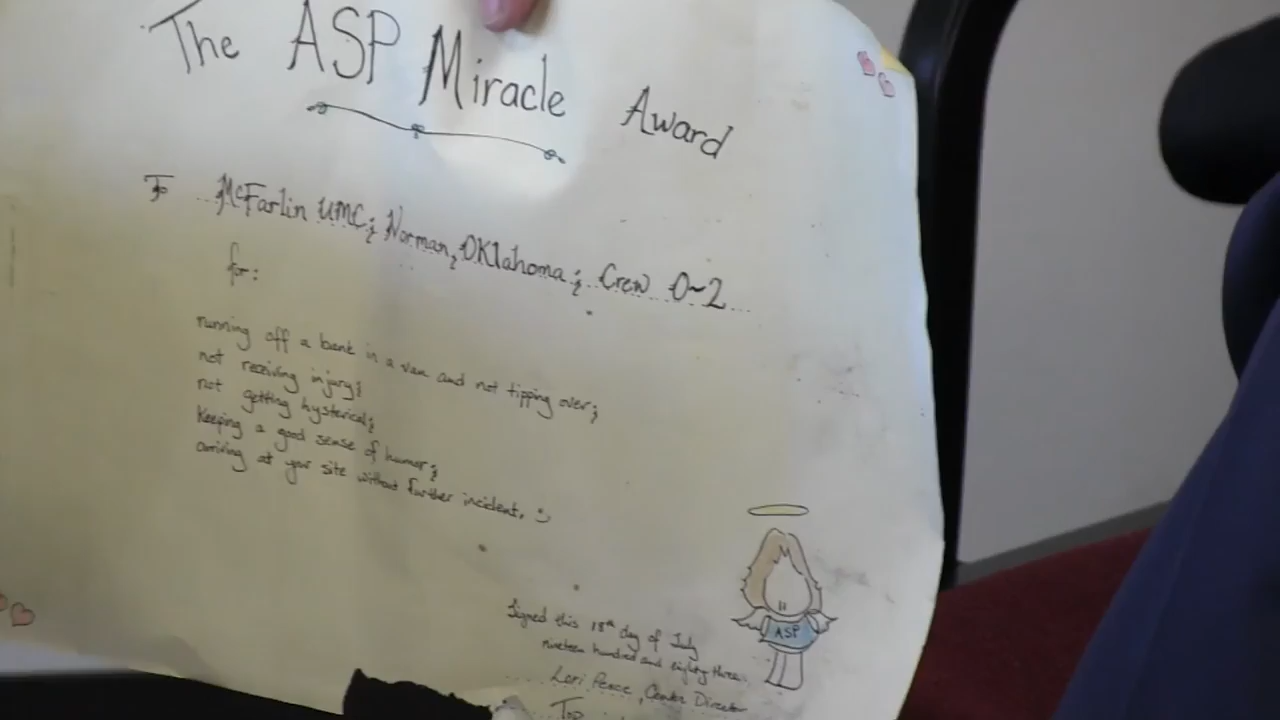 The ASP Miracle Award
To McFarlin UMC; Norman, OKlahoma; Crew O-2
for:
running off a bank in a van and not tipping over;
not receiving injury;
not getting hysterical;
Keeping a good sense of humor;
arriving at your site without further incident. :)
ASP
Signed this 18th day of July
nineteen hundred and eighty three.
Lori Pence, Center Director